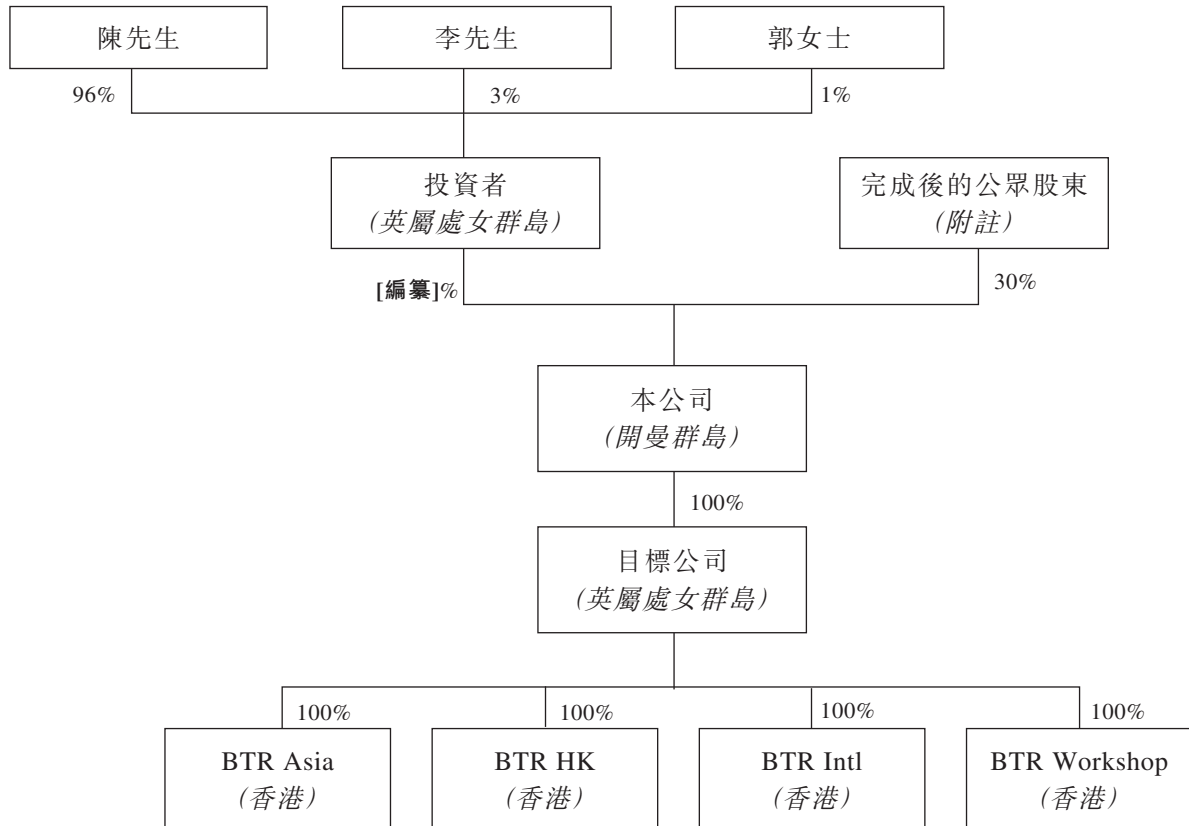 陳先生
李先生
郭女士
96%
3%
1%
投資者
(英屬處女群島)
完成後的公眾股東
(附註)
[編纂]%
30%
本公司
(開曼群島)
100%
目標公司
(英屬處女群島)
100%
100%
100%
100%
BTR Asia
(香港)
BTR HK
(香港)
BTR Intl
(香港)
BTR Workshop
(香港)